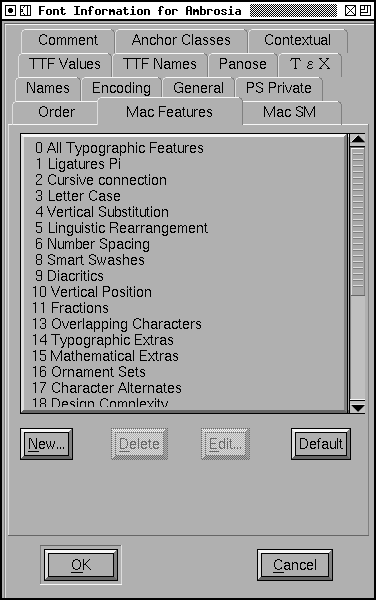 Font Information for Ambrosia
Comment Anchor Classes Contextual
TTF Values TTF Names Panose T ε X
Names Encoding General PS Private
Order Mac Features Mac SM
0 All Typographic Features
1 Ligatures Pi
2 Cursive connection
3 Letter Case
4 Vertical Substitution
5 Linguistic Rearrangement
6 Number Spacing
8 Smart Swashes
9 Diacritics
10 Vertical Position
11 Fractions
13 Overlapping Characters
14 Typographic Extras
15 Mathematical Extras
16 Ornament Sets
17 Character Alternates
18 Design Complexity
New... Delete Edit... Default
OK Cancel